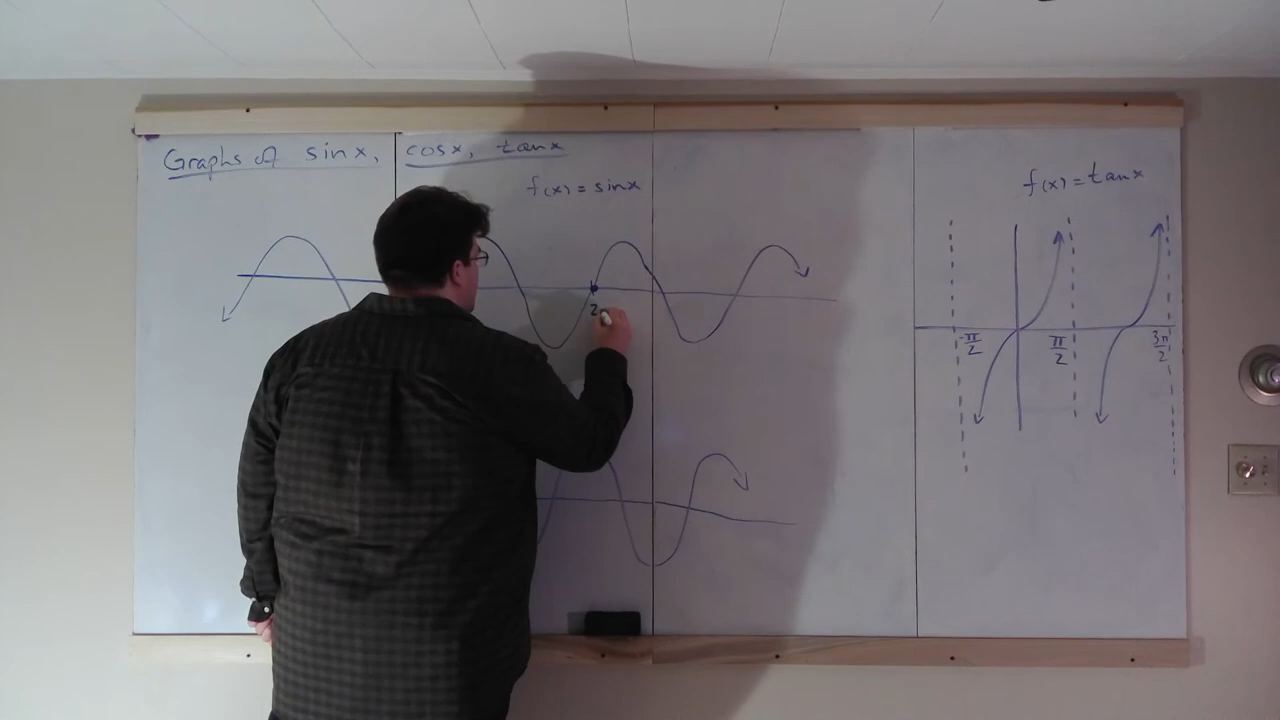 Graphs of sinx, cosx, tanx
f(x) = sinx
2
f(x) = tanx
-π/2
π/2
3π/2